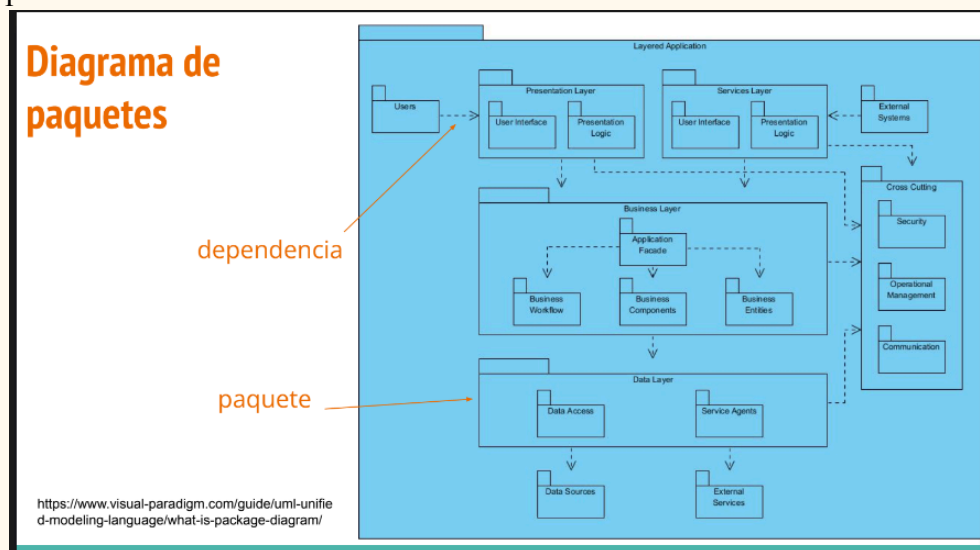 Diagrama de
paquetes
dependencia
paquete
https://www.visual-paradigm.com/guide/uml-unifie
d-modeling-language/what-is-package-diagram/
Layered Application
Users
Presentation Layer
User Interface
Presentation
Logic
Services Layer
User Interface
Presentation
Logic
External
Systems
Cross Cutting
Security
Operational
Management
Communication
Business Layer
Application
Facade
Business
Workflow
Business
Components
Business
Entities
Data Layer
Data Access
Service Agents
Data Sources
External
Services